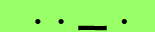 . . _ .